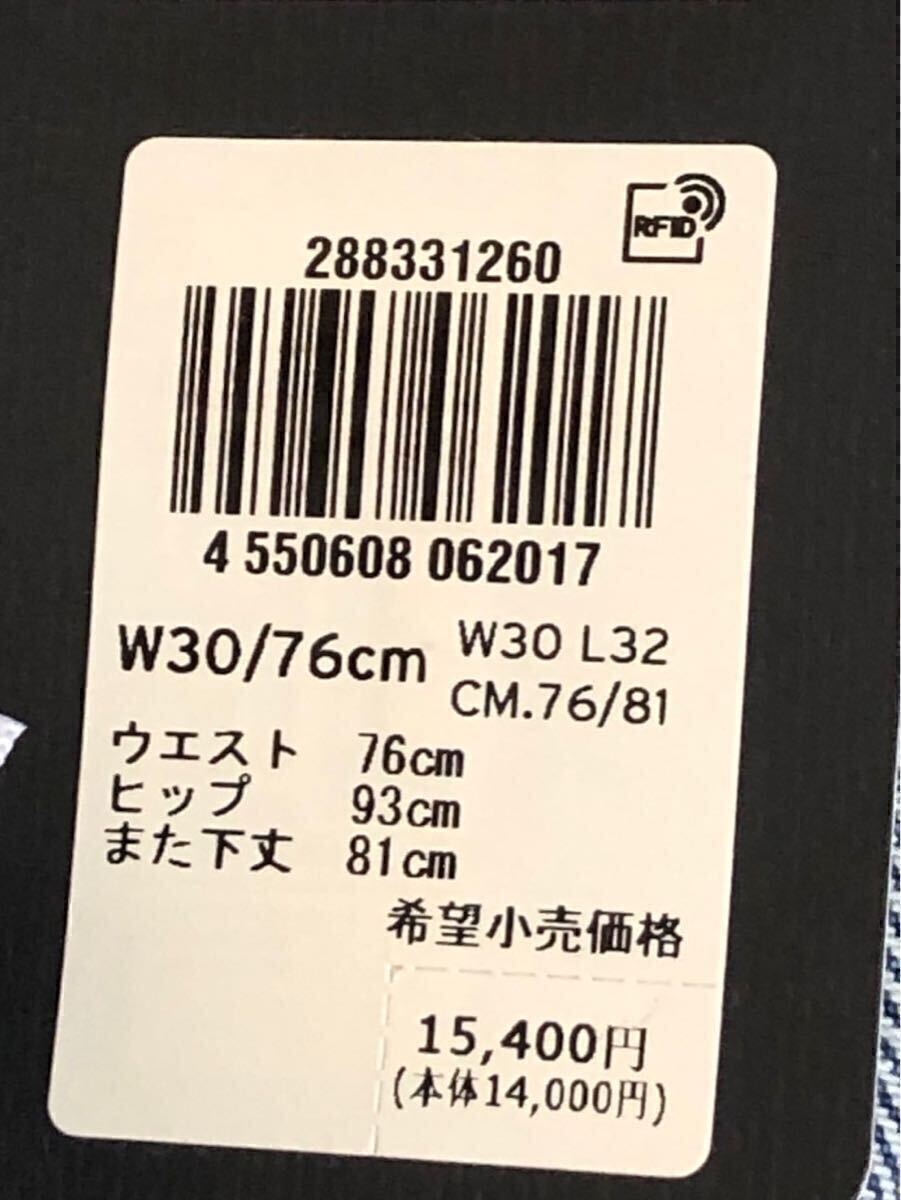 RFID
288331260
4 550608 062017
W30/76cm W30 L32
CM.76/81
ウエスト 76cm
ヒップ 93cm
また下丈 81cm
希望小売価格
15,400円
(本体14,000円)